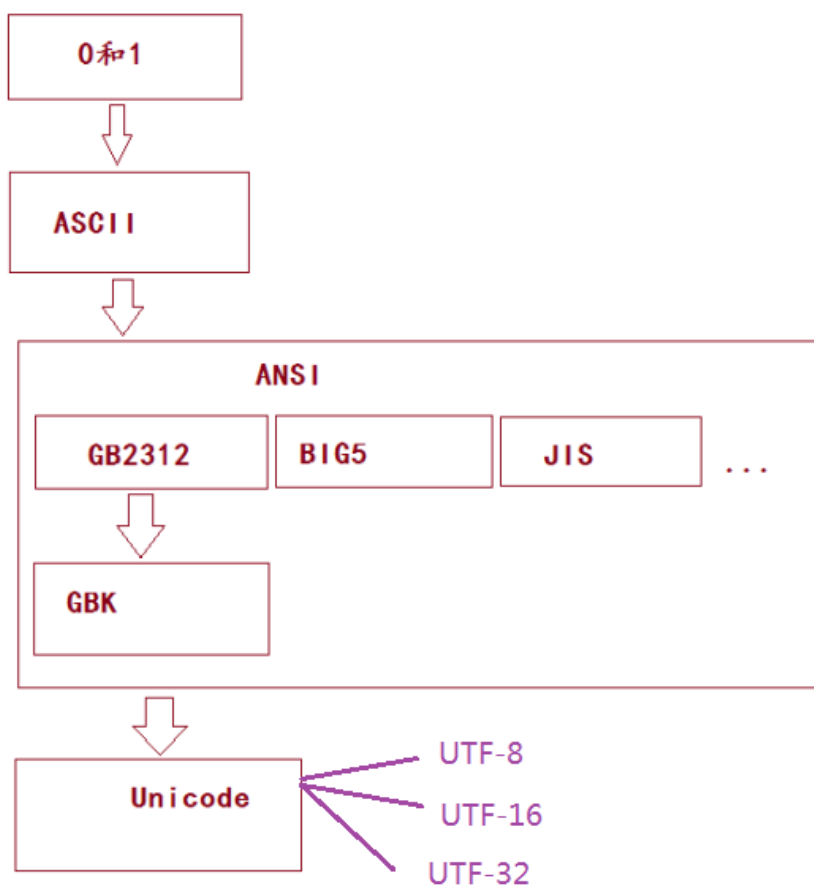 0和1
ASCII
ANSI
GB2312
BIG5
JIS
...
GBK
Unicode
UTF-8
UTF-16
UTF-32